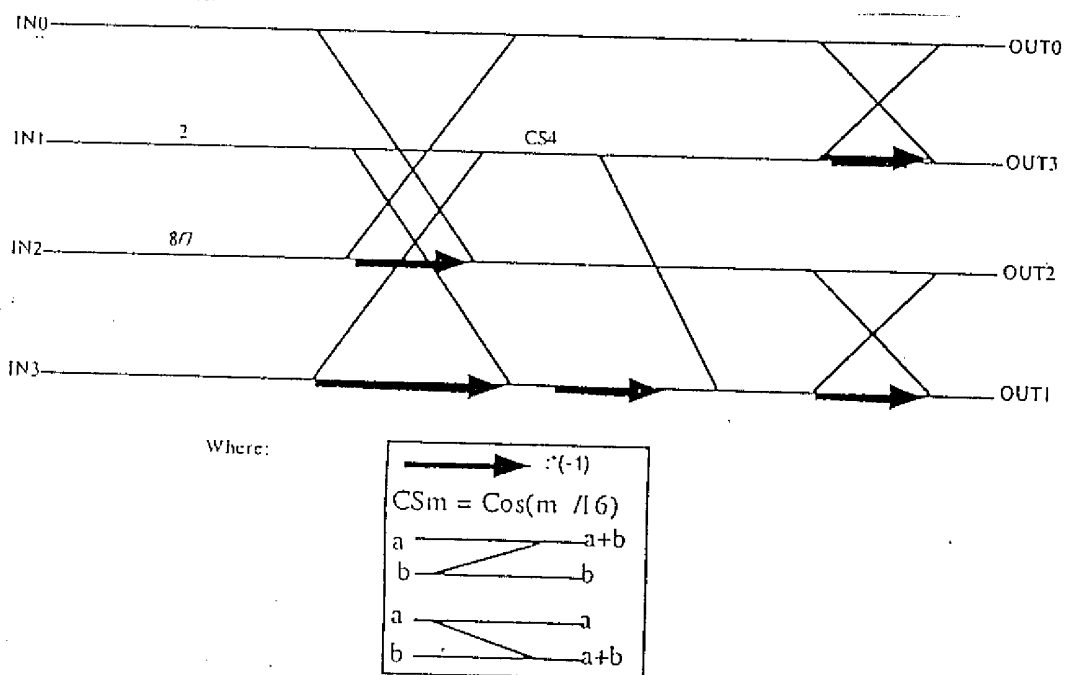 IN0
OUT0
IN1
2
CS4
OUT3
IN2
8/7
OUT2
IN3
OUT1
Where:
:*(-1)
CSm = Cos(m /16)
a a+b
b b
a a
b a+b